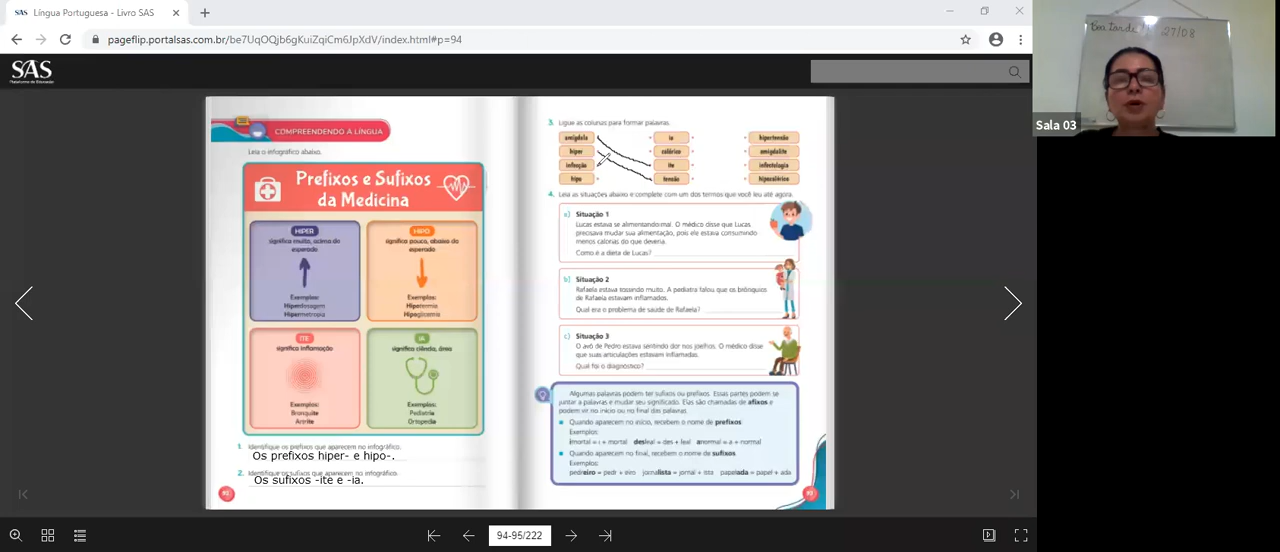 SAS Língua Portuguesa - Livro SAS
pageflip.portalsas.com.br/be7UqOQjb6gKuiZqiCm6JpXdV/index.html#p=94
SAS
Plataforma de Educação
COMPREENDENDO A LÍNGUA
Leia o infográfico abaixo.
Prefixos e Sufixos
da Medicina
HIPER
significa muito, acima do
esperado
Exemplos:
Hipertensão
Hipermetropia
HIPO
significa pouco, abaixo do
esperado
Exemplos:
Hipotermia
Hipoglicemia
ITE
significa inflamação
Exemplos:
Bronquite
Artrite
IA
significa ciência, área
Exemplos:
Pediatria
Ortopedia
1. Identifique os prefixos que aparecem no infográfico.
Os prefixos hiper- e hipo-.
2. Identifique os sufixos que aparecem no infográfico.
Os sufixos -ite e -ia.
3. Ligue as colunas para formar palavras.
amígdala ia hipertensão
hiper calórico amigdalite
infecção ite infectologia
hipo tensão hipocalórico
4. Leia as situações abaixo e complete com um dos termos que você leu até agora.
a) Situação 1
Lucas estava se alimentando mal. O médico disse que Lucas
precisava mudar sua alimentação, pois ele estava consumindo
menos calorias do que deveria.
Como é a dieta de Lucas?
b) Situação 2
Rafaela estava tossindo muito. A pediatra falou que os brônquios
de Rafaela estavam inflamados.
Qual era o problema de saúde de Rafaela?
c) Situação 3
O avô de Pedro estava sentindo dor nos joelhos. O médico disse
que suas articulações estavam inflamadas.
Qual foi o diagnóstico?
Algumas palavras podem ter sufixos ou prefixos. Essas partes podem se
juntar a palavras e mudar seu significado. Elas são chamadas de afixos e
podem vir no início ou no final das palavras.
Quando aparecem no início, recebem o nome de prefixos
Exemplos:
imortal = i + mortal desleal = des + leal anormal = a + normal
Quando aparecem no final, recebem o nome de sufixos
Exemplos:
pedreiro = pedr + eiro jornalista = jornal + ista papelada = papel + ada
94-95/222
Boa Tarde
27/08
Sala 03